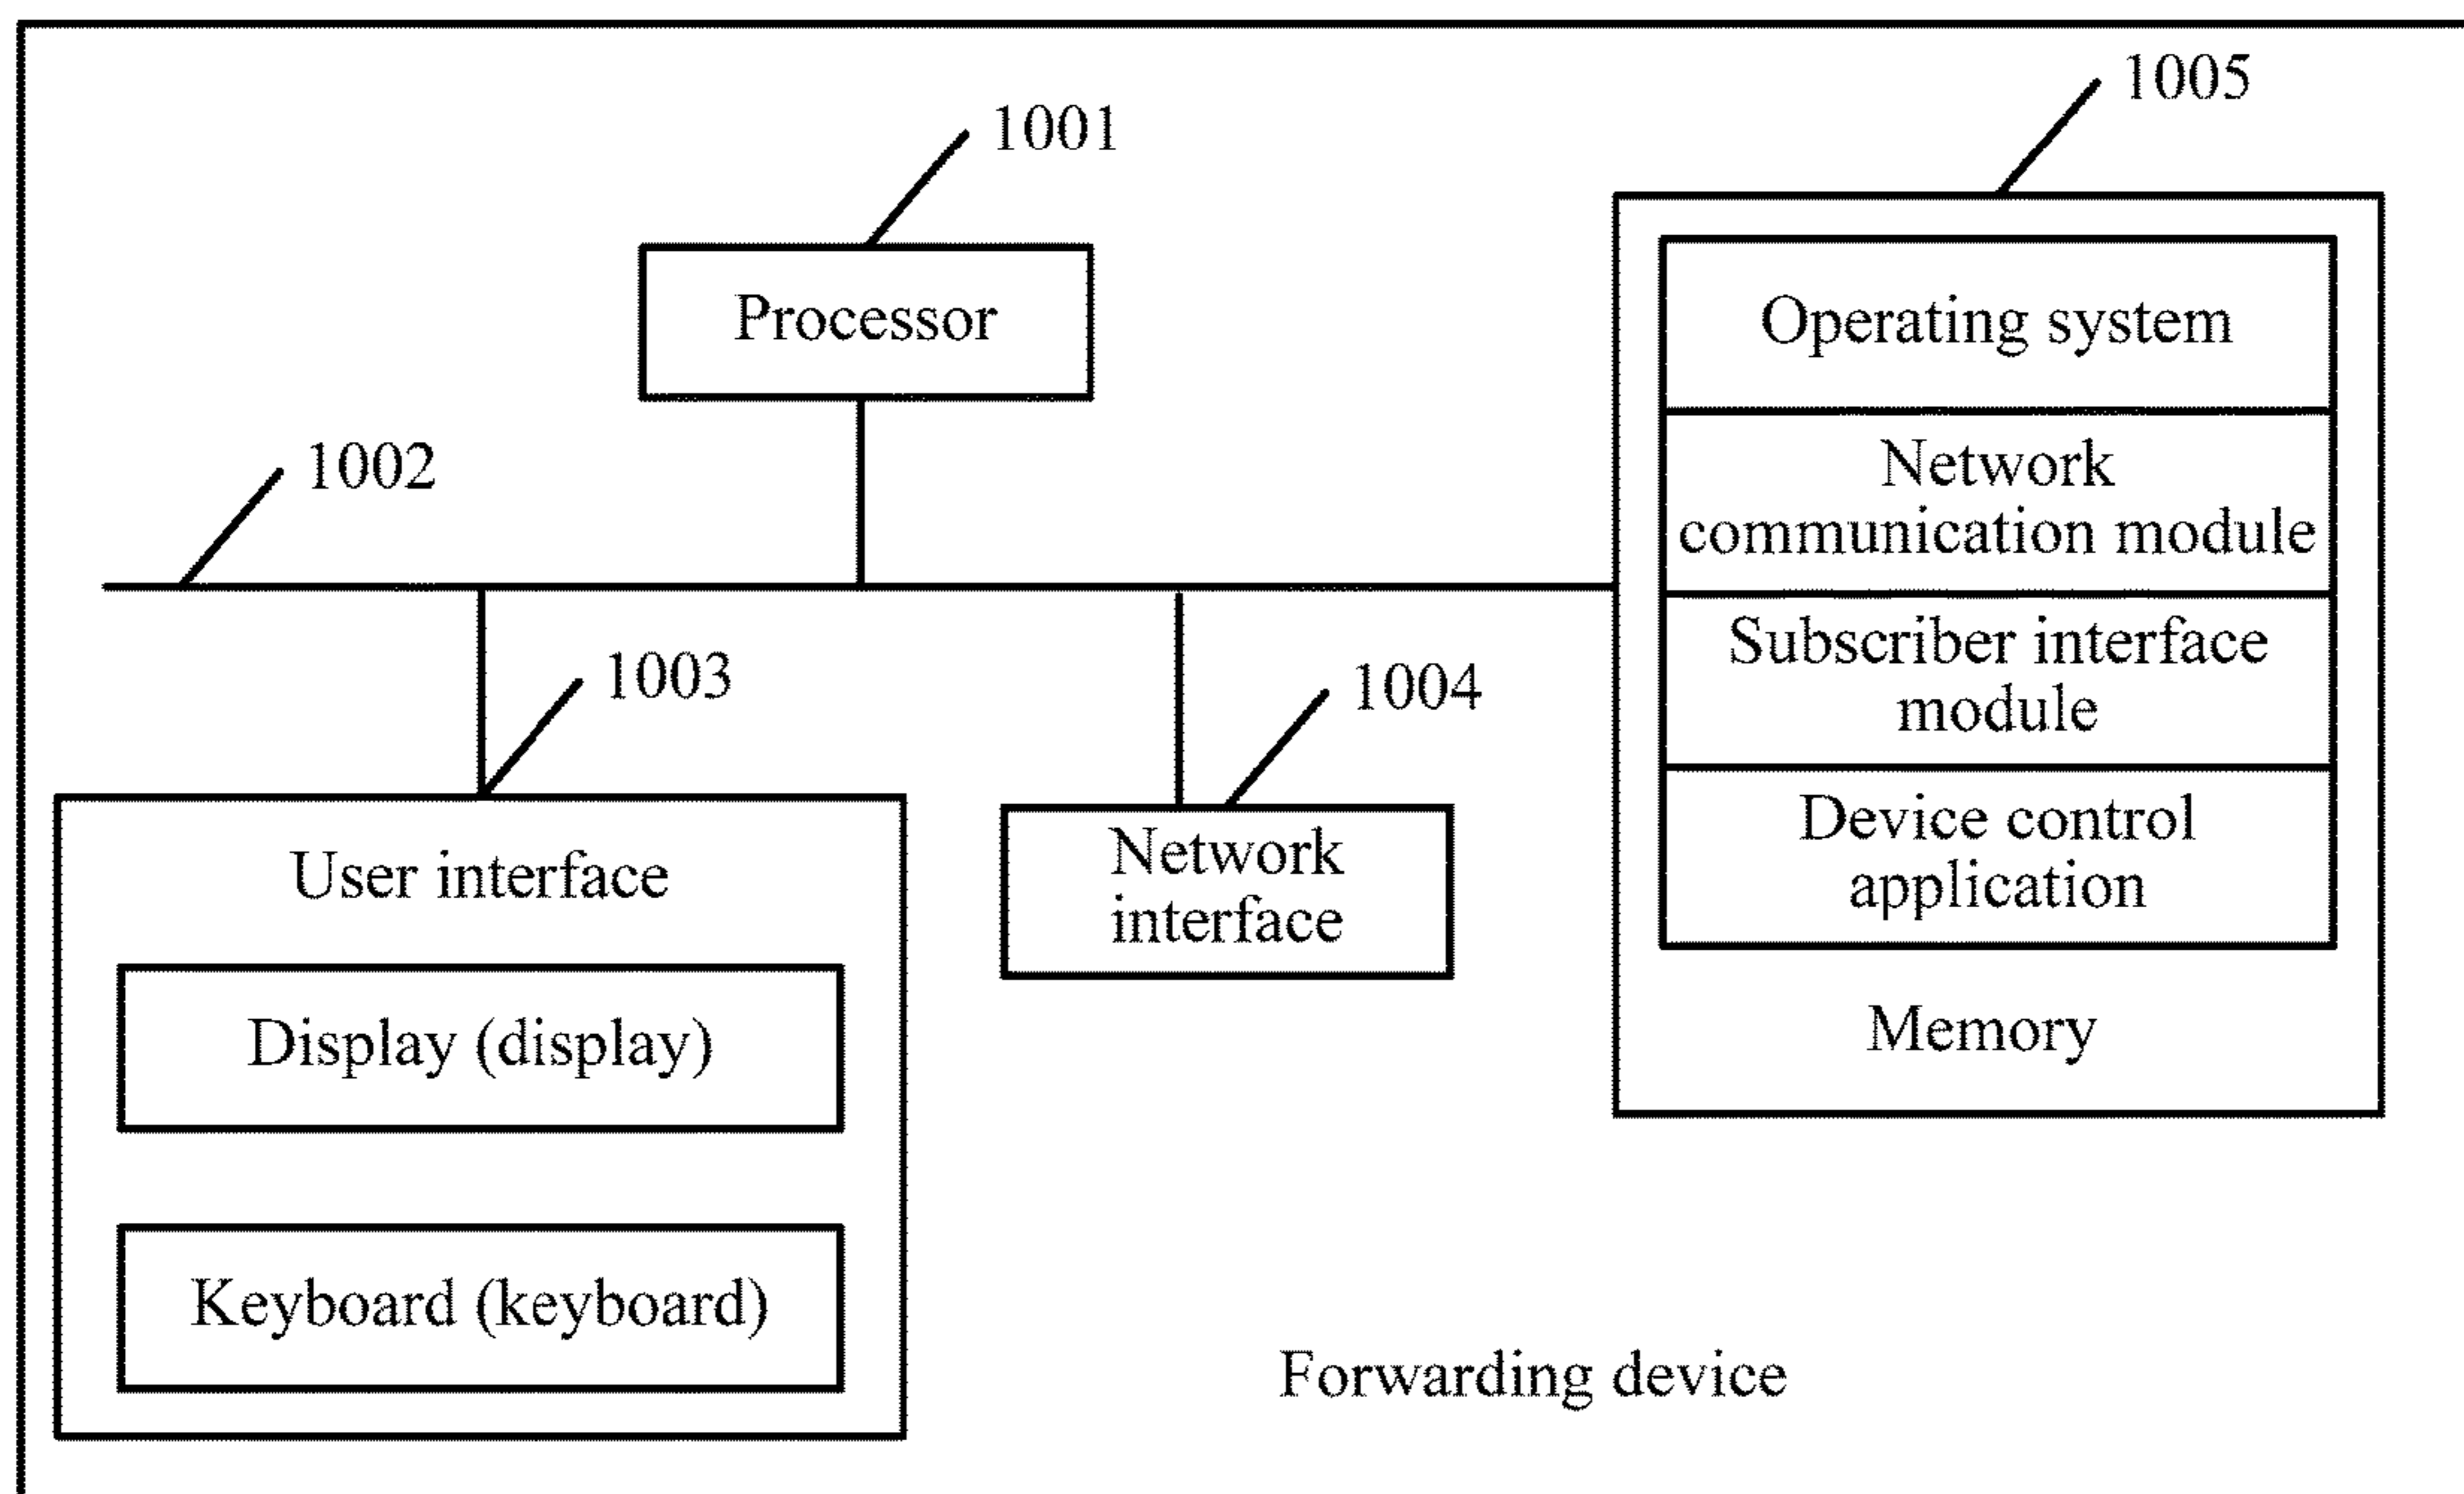 1005
1001
Processor
Operating system
Network
communication module
1002
Subscriber interface
module
1003
1004
Device control
application
User interface
Network
interface
Display (display)
Memory
Keyboard (keyboard)
Forwarding device